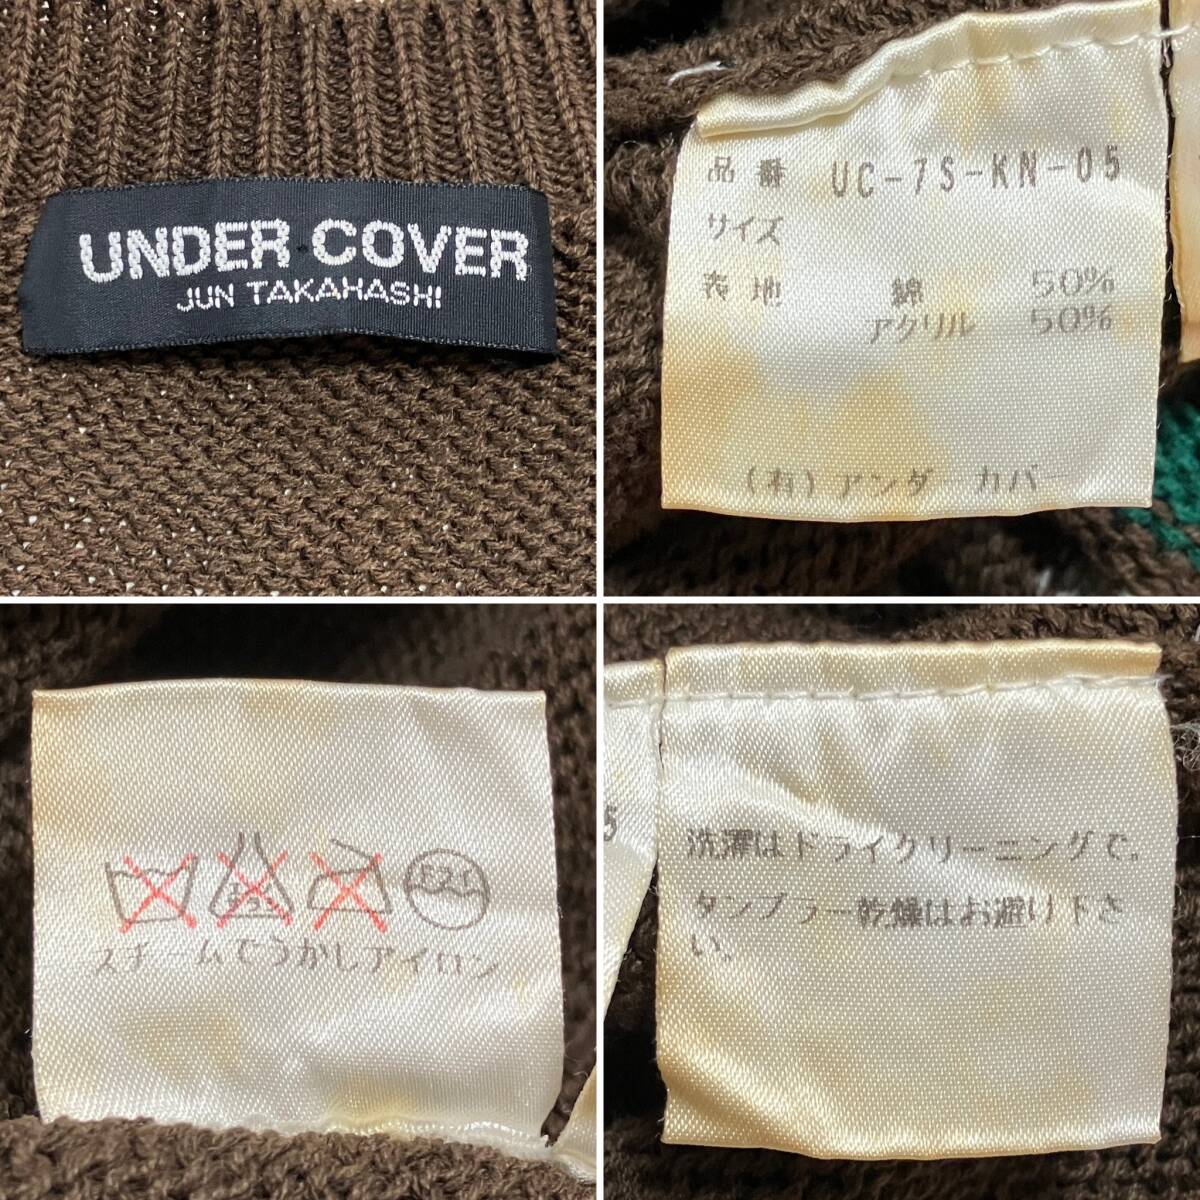 UNDER COVER
JUN TAKAHASHI
品番 UC-7S-KN-05
サイズ
表地 綿 50%
アクリル 50%
(有)アンダーカバー
スチームでうかしアイロン
5
洗濯はドライクリーニングで。
タンブラー乾燥はお避け下さ
い。